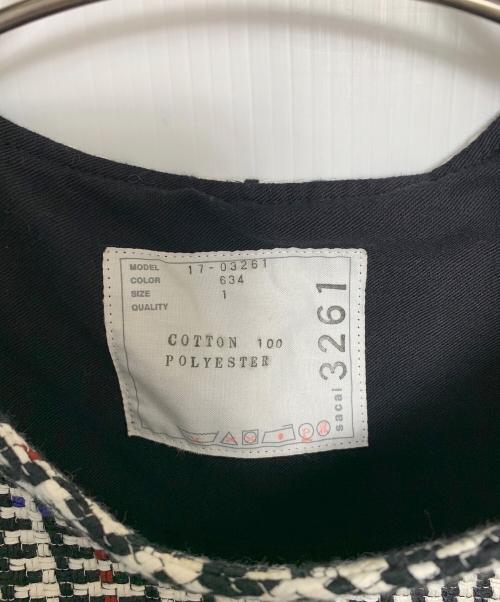 MODEL 17-03261
COLOR 634
SIZE 1
QUALITY
COTTON 100
POLYESTER
sacai 3261